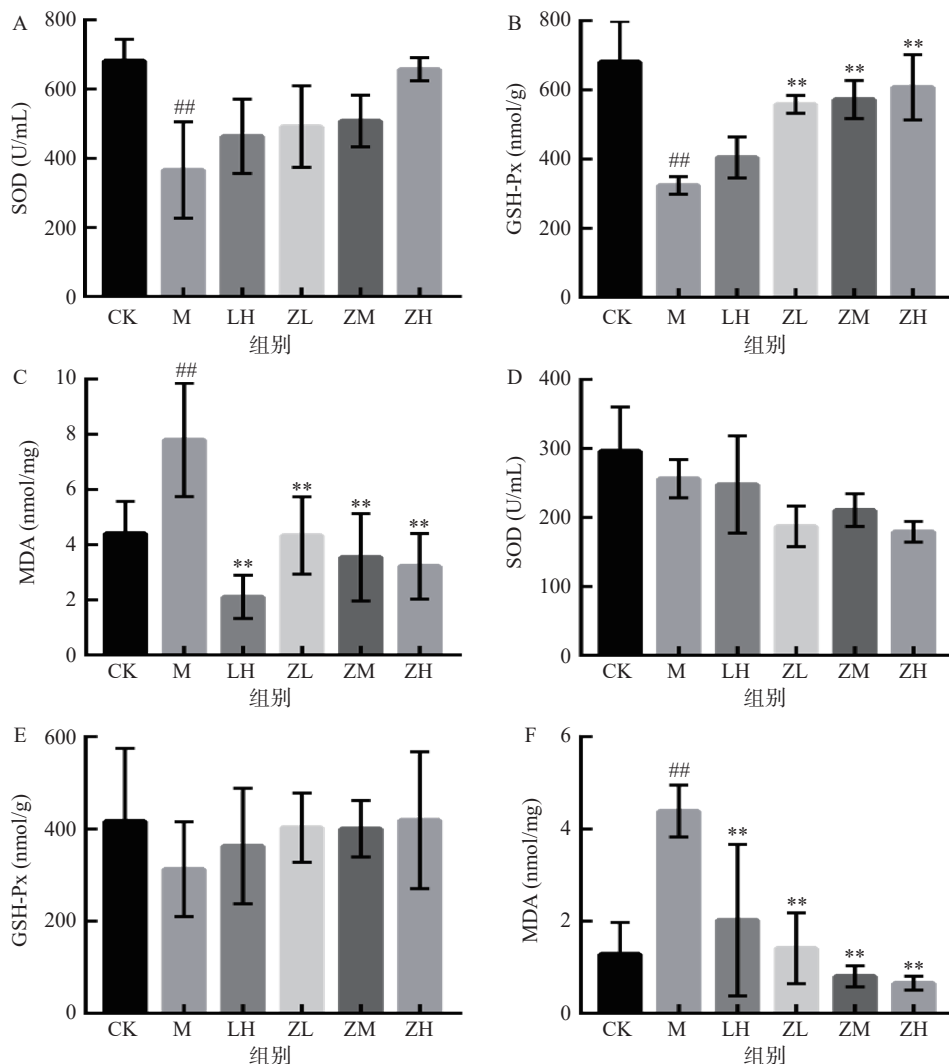 A
SOD (U/mL)
800
600
400
200
0
##
CK M LH ZL ZM ZH
组别
B
GSH-Px (nmol/g)
800
600
400
200
0
##
** ** **
CK M LH ZL ZM ZH
组别
C
MDA (nmol/mg)
10
8
6
4
2
0
##
** ** ** **
CK M LH ZL ZM ZH
组别
D
SOD (U/mL)
400
300
200
100
0
CK M LH ZL ZM ZH
组别
E
GSH-Px (nmol/g)
600
400
200
0
CK M LH ZL ZM ZH
组别
F
MDA (nmol/mg)
6
4
2
0
##
** ** ** **
CK M LH ZL ZM ZH
组别